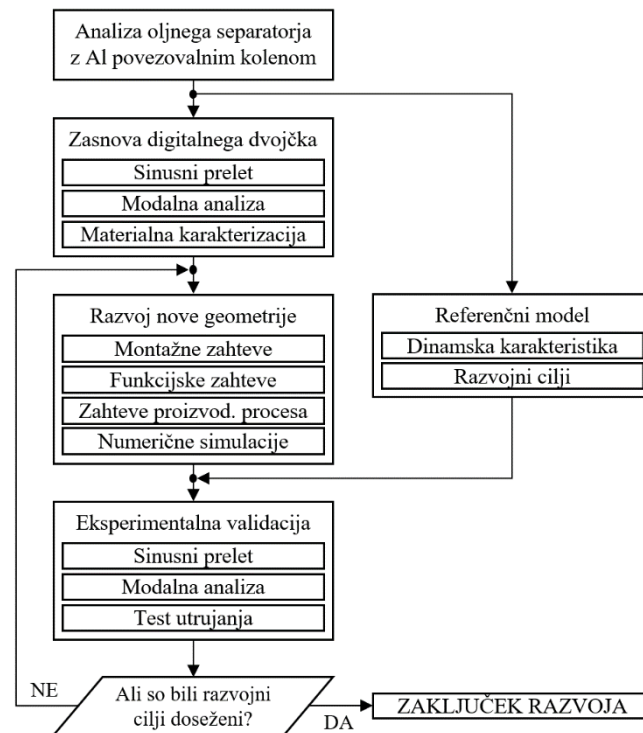 Analiza oljnega separatorja
z Al povezovalnim kolenom
Zasnova digitalnega dvojčka
Sinusni prelet
Modalna analiza
Materialna karakterizacija
Razvoj nove geometrije
Montažne zahteve
Funkcijske zahteve
Zahteve proizvod. procesa
Numerične simulacije
Referenčni model
Dinamska karakteristika
Razvojni cilji
Eksperimentalna validacija
Sinusni prelet
Modalna analiza
Test utrujanja
NE
Ali so bili razvojni
cilji doseženi?
DA
ZAKLJUČEK RAZVOJA